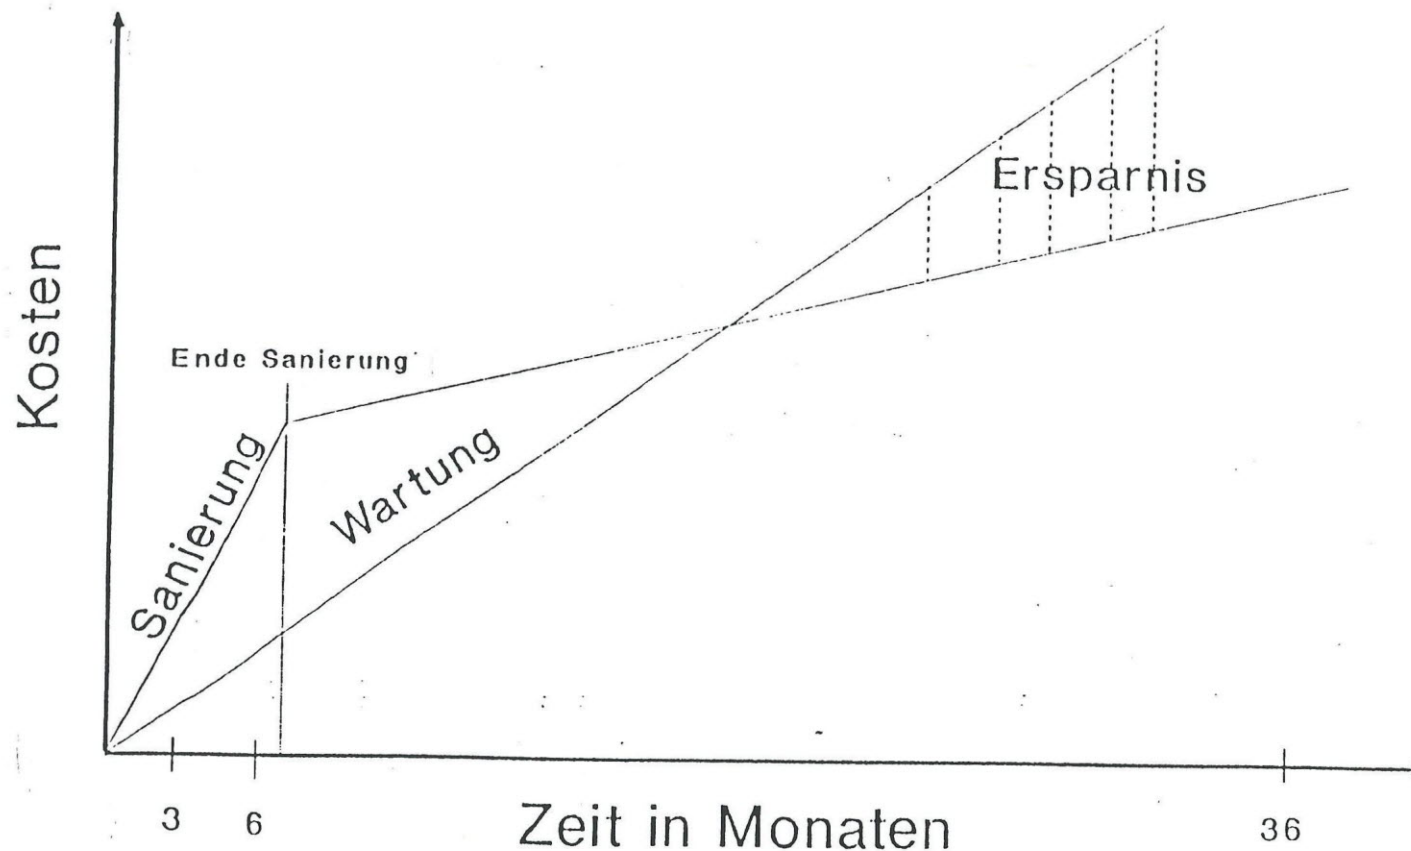 Kosten
Ende Sanierung
Sanierung
Wartung
Ersparnis
3
6
36
Zeit in Monaten